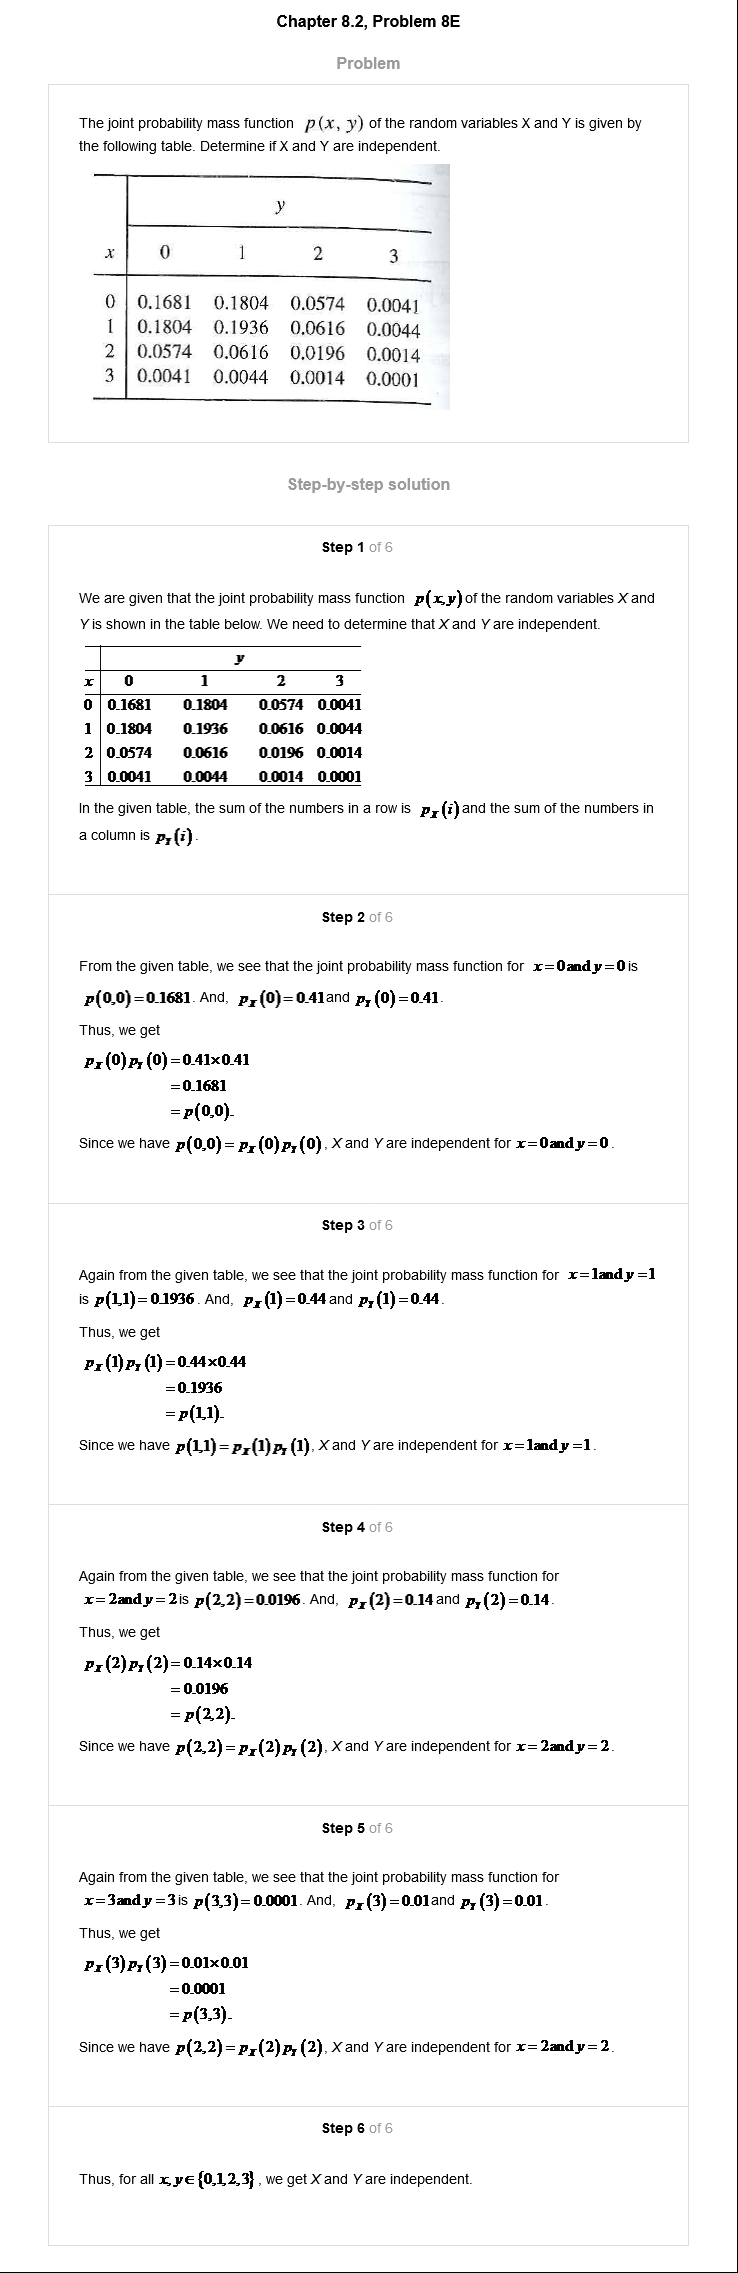 Chapter 8.2, Problem 8E
Problem
The joint probability mass function p(x, y) of the random variables X and Y is given by
the following table. Determine if X and Y are independent.
y
x 0 1 2 3
0 0.1681 0.1804 0.0574 0.0041
1 0.1804 0.1936 0.0616 0.0044
2 0.0574 0.0616 0.0196 0.0014
3 0.0041 0.0044 0.0014 0.0001
Step-by-step solution
Step 1 of 6
We are given that the joint probability mass function p(x,y) of the random variables X and
Y is shown in the table below. We need to determine that X and Y are independent.
y
x 0 1 2 3
0 0.1681 0.1804 0.0574 0.0041
1 0.1804 0.1936 0.0616 0.0044
2 0.0574 0.0616 0.0196 0.0014
3 0.0041 0.0044 0.0014 0.0001
In the given table, the sum of the numbers in a row is p_X(i) and the sum of the numbers in
a column is p_Y(i).
Step 2 of 6
From the given table, we see that the joint probability mass function for x=0 and y=0 is
p(0,0)=0.1681. And, p_X(0)=0.41 and p_Y(0)=0.41.
Thus, we get
p_X(0)p_Y(0)=0.41×0.41
=0.1681
=p(0,0).
Since we have p(0,0)=p_X(0)p_Y(0), X and Y are independent for x=0 and y=0.
Step 3 of 6
Again from the given table, we see that the joint probability mass function for x=1 and y=1
is p(1,1)=0.1936. And, p_X(1)=0.44 and p_Y(1)=0.44.
Thus, we get
p_X(1)p_Y(1)=0.44×0.44
=0.1936
=p(1,1).
Since we have p(1,1)=p_X(1)p_Y(1), X and Y are independent for x=1 and y=1.
Step 4 of 6
Again from the given table, we see that the joint probability mass function for
x=2 and y=2 is p(2,2)=0.0196. And, p_X(2)=0.14 and p_Y(2)=0.14.
Thus, we get
p_X(2)p_Y(2)=0.14×0.14
=0.0196
=p(2,2).
Since we have p(2,2)=p_X(2)p_Y(2), X and Y are independent for x=2 and y=2.
Step 5 of 6
Again from the given table, we see that the joint probability mass function for
x=3 and y=3 is p(3,3)=0.0001. And, p_X(3)=0.01 and p_Y(3)=0.01.
Thus, we get
p_X(3)p_Y(3)=0.01×0.01
=0.0001
=p(3,3).
Since we have p(2,2)=p_X(2)p_Y(2), X and Y are independent for x=2 and y=2.
Step 6 of 6
Thus, for all x,y∈{0,1,2,3}, we get X and Y are independent.